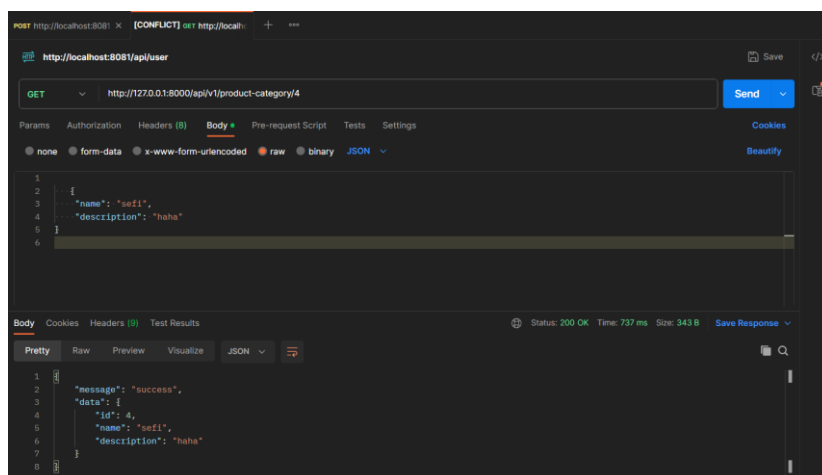 POST http://localhost:8081 × [CONFLICT] GET http://localh + •••
HTTP http://localhost:8081/api/user Save </>
GET http://127.0.0.1:8000/api/v1/product-category/4 Send
Params Authorization Headers (8) Body Pre-request Script Tests Settings Cookies
none form-data x-www-form-urlencoded raw binary JSON Beautify
1
2 {
3 "name": "sefi",
4 "description": "haha"
5 }
6
Body Cookies Headers (9) Test Results Status: 200 OK Time: 737 ms Size: 343 B Save Response
Pretty Raw Preview Visualize JSON
1 {
2 "message": "success",
3 "data": {
4 "id": 4,
5 "name": "sefi",
6 "description": "haha"
7 }
8 }